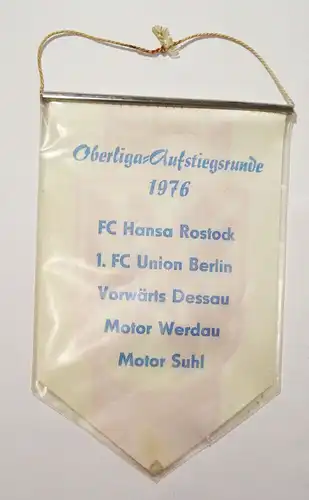 Oberliga-Aufstiegsrunde
1976
FC Hansa Rostock
1. FC Union Berlin
Vorwärts Dessau
Motor Werdau
Motor Suhl